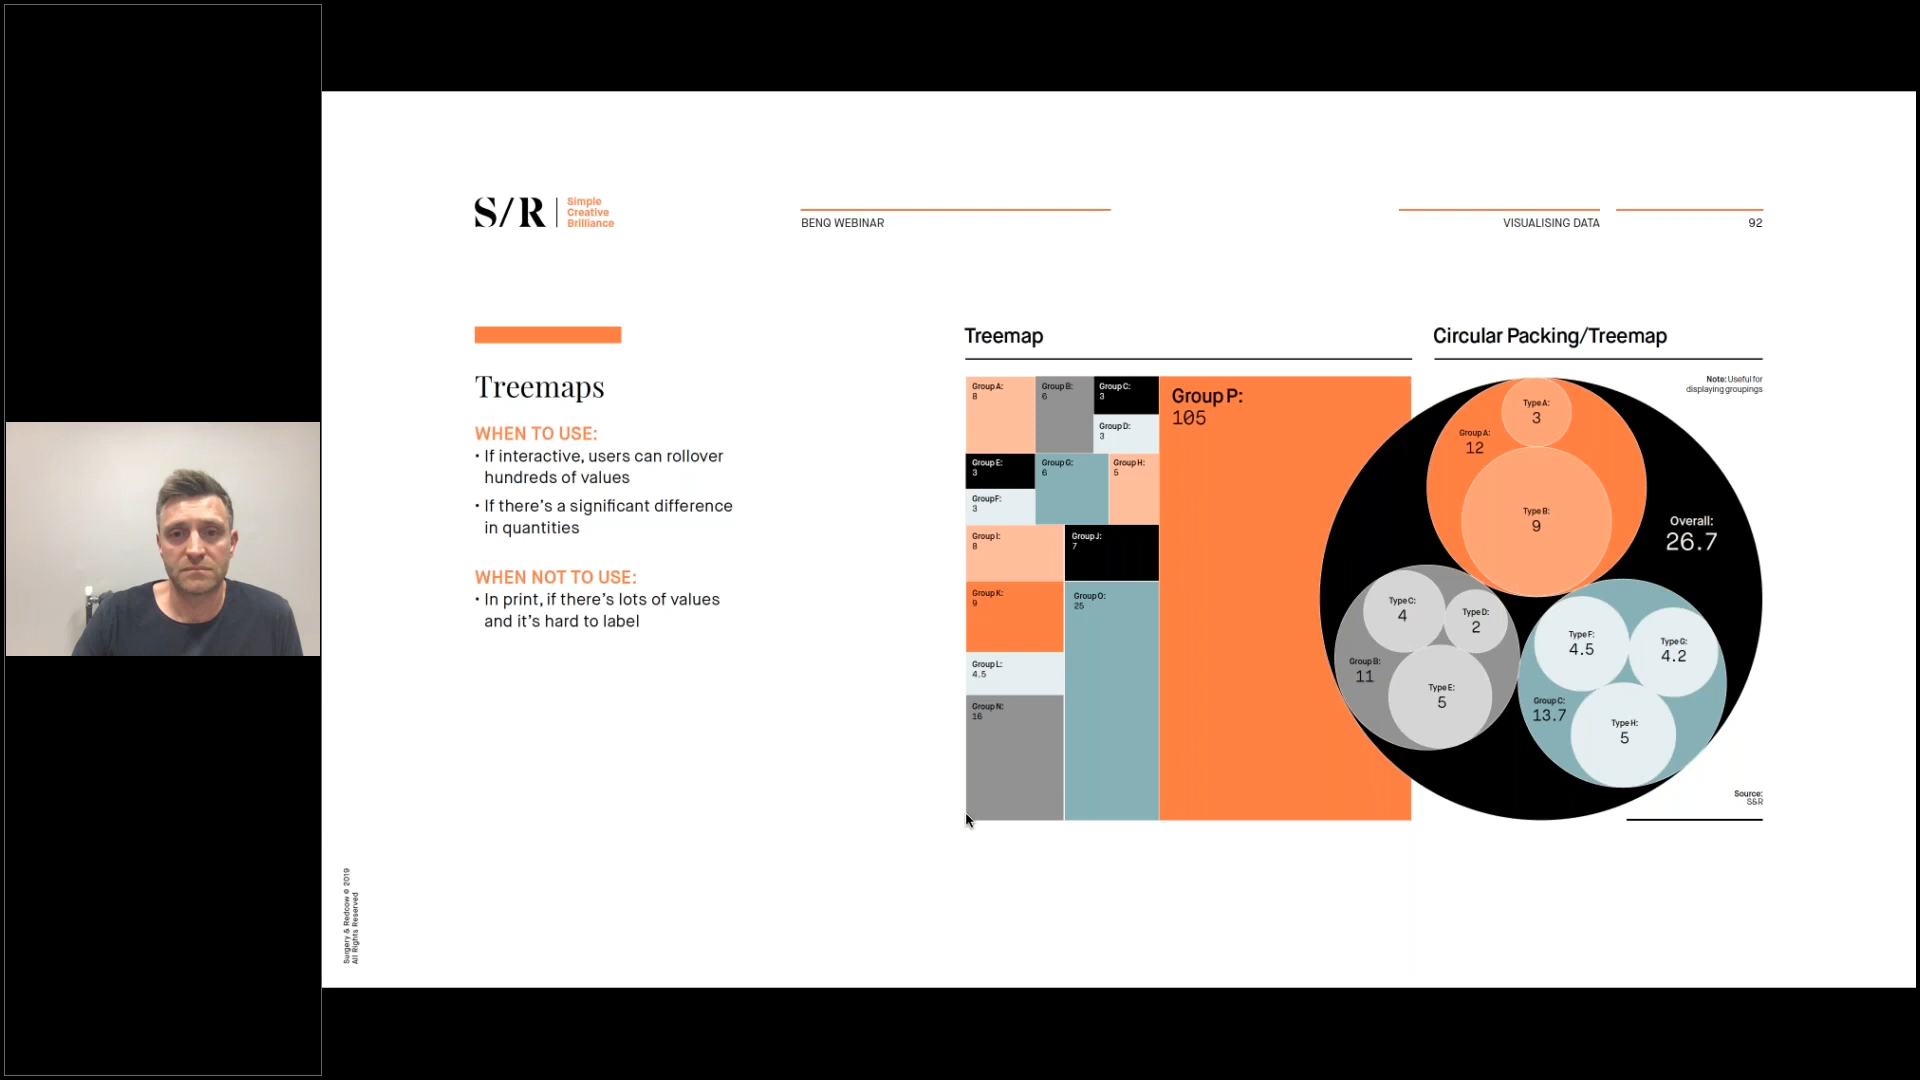 S/R
Simple
Creative
Brilliance
BENQ WEBINAR
VISUALISING DATA
92
Treemaps
WHEN TO USE:
• If interactive, users can rollover
hundreds of values
• If there's a significant difference
in quantities
WHEN NOT TO USE:
• In print, if there's lots of values
and it's hard to label
Treemap
Group A:
8
Group B:
6
Group C:
3
Group D:
3
Group E:
3
Group F:
3
Group G:
6
Group H:
5
Group I:
8
Group J:
7
Group K:
9
Group L:
4.5
Group N:
16
Group O:
25
Group P:
105
Circular Packing/Treemap
Note: Useful for
displaying groupings
Type A:
3
Group A:
12
Type B:
9
Overall:
26.7
Type C:
4
Type D:
2
Group B:
11
Type E:
5
Type F:
4.5
Type G:
4.2
Group C:
13.7
Type H:
5
Source:
S&R
Surgery & Redcow © 2019
All Rights Reserved